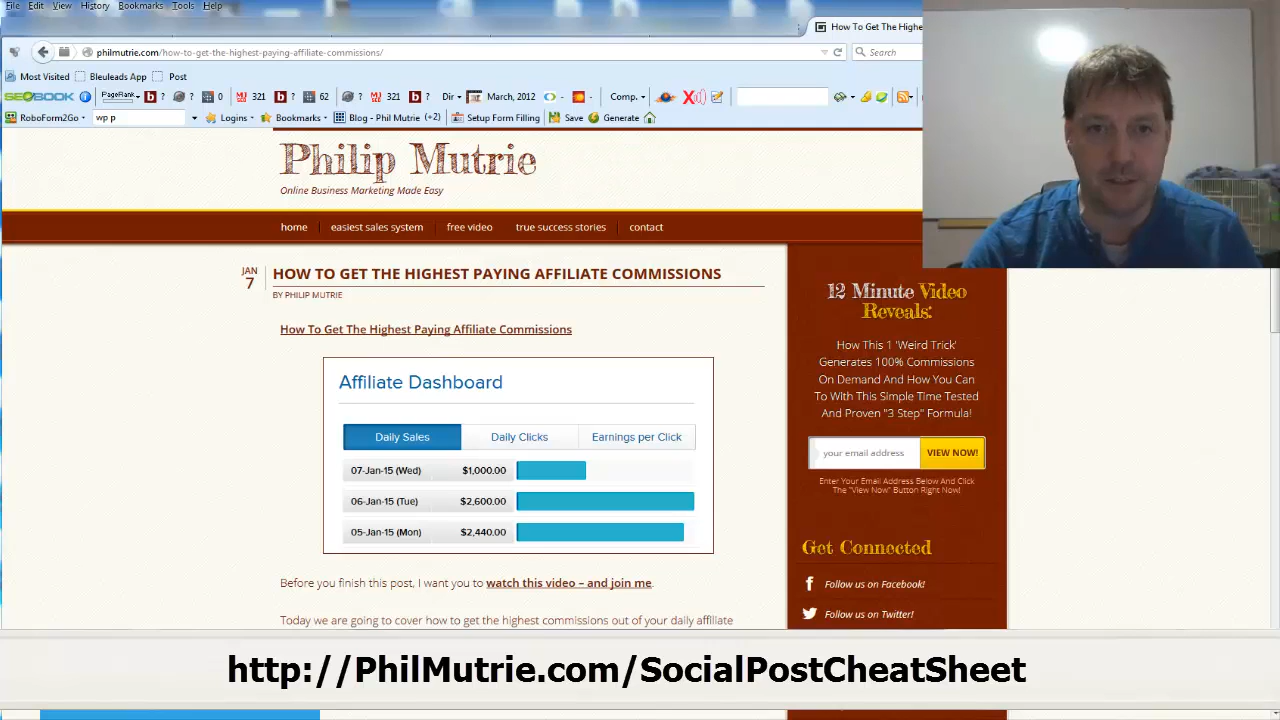 File Edit View History Bookmarks Tools Help
How To Get The Highes
philmutrie.com/how-to-get-the-highest-paying-affiliate-commissions/
Search
Most Visited Blueleads App Post
SEOBOOK PageRank ? ? 0 321 ? 62 ? 321 ? Dir March, 2012 Comp.
RoboForm2Go wp p Logins Bookmarks Blog - Phil Mutrie (+2) Setup Form Filling Save Generate
Philip Mutrie
Online Business Marketing Made Easy
home easiest sales system free video true success stories contact
JAN
7
HOW TO GET THE HIGHEST PAYING AFFILIATE COMMISSIONS
BY PHILIP MUTRIE
How To Get The Highest Paying Affiliate Commissions
Affiliate Dashboard
Daily Sales Daily Clicks Earnings per Click
07-Jan-15 (Wed) $1,000.00
06-Jan-15 (Tue) $2,600.00
05-Jan-15 (Mon) $2,440.00
Before you finish this post, I want you to watch this video – and join me.
Today we are going to cover how to get the highest commissions out of your daily affiliate
12 Minute Video
Reveals:
How This 1 'Weird Trick'
Generates 100% Commissions
On Demand And How You Can
To With This Simple Time Tested
And Proven "3 Step" Formula!
your email address VIEW NOW!
Enter Your Email Address Below And Click
The "View Now" Button Right Now!
Get Connected
Follow us on Facebook!
Follow us on Twitter!
http://PhilMutrie.com/SocialPostCheatSheet